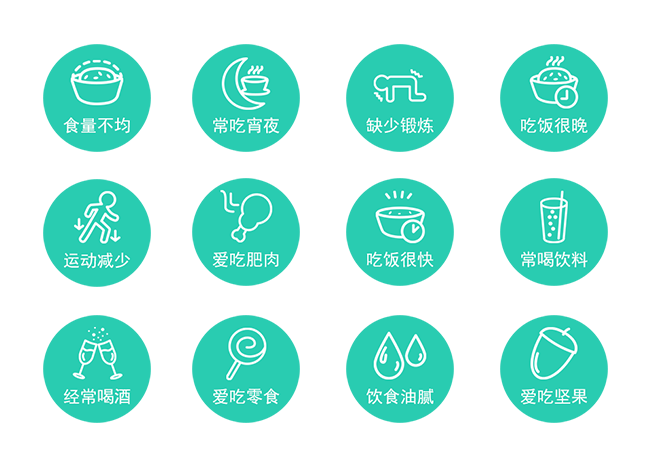 食量不均
常吃宵夜
缺少锻炼
吃饭很晚
运动减少
爱吃肥肉
吃饭很快
常喝饮料
经常喝酒
爱吃零食
饮食油腻
爱吃坚果